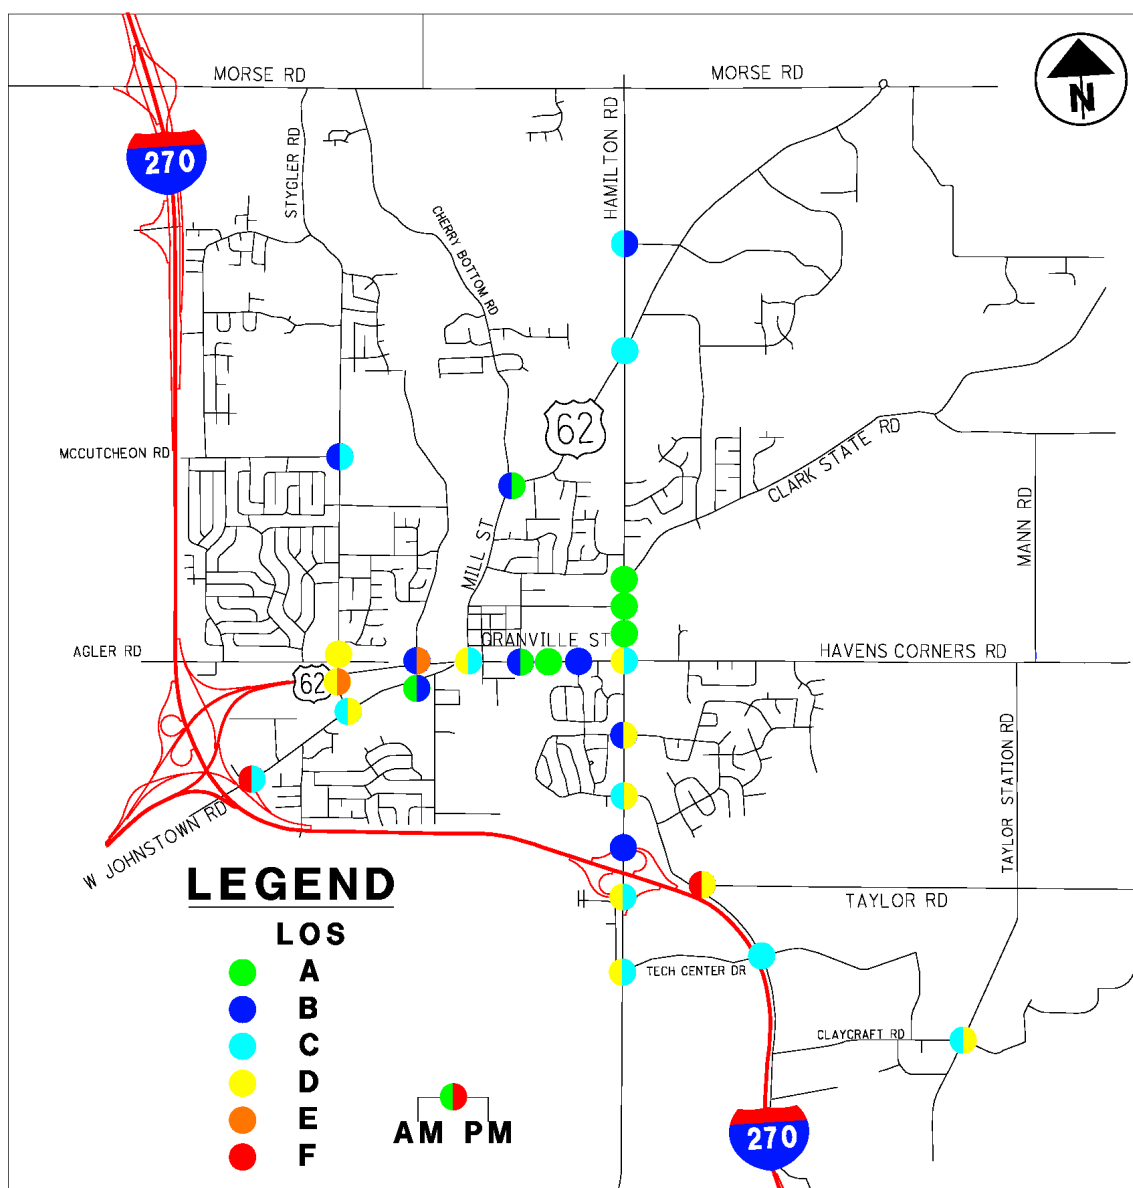 MORSE RD
MORSE RD
N
270
STYGLER RD
HAMILTON RD
CHERRY BOTTOM RD
62
MCCUTCHEON RD
CLARK STATE RD
MANN RD
MILL ST
GRANVILLE ST
AGLER RD
HAVENS CORNERS RD
62
TAYLOR STATION RD
W JOHNSTOWN RD
TAYLOR RD
TECH CENTER DR
CLAYCRAFT RD
270
LEGEND
LOS
A
B
C
D
E
F
AM PM